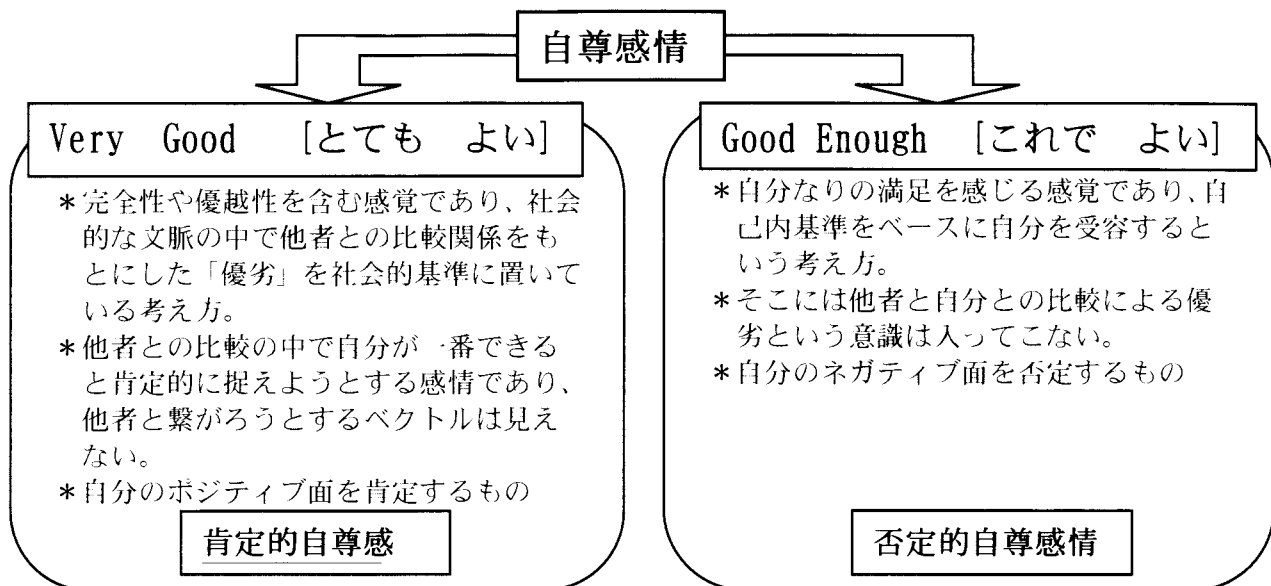 自尊感情
Very Good [とても よい]
*完全性や優越性を含む感覚であり、社会
的な文脈の中で他者との比較関係をも
とにした「優劣」を社会的基準に置いて
いる考え方。
*他者との比較の中で自分が一番できる
と肯定的に捉えようとする感情であり、
他者と繋がろうとするベクトルは見え
ない。
*自分のポジティブ面を肯定するもの
肯定的自尊感
Good Enough [これで よい]
*自分なりの満足を感じる感覚であり、自
己内基準をベースに自分を受容すると
いう考え方。
*そこには他者と自分との比較による優
劣という意識は入ってこない。
*自分のネガティブ面を否定するもの
否定的自尊感情